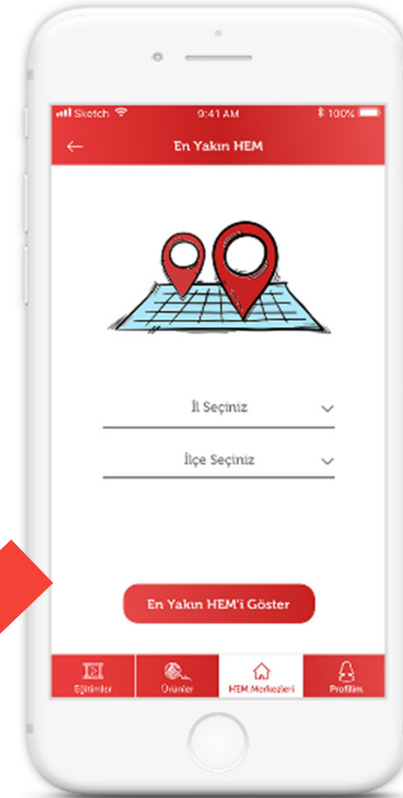 Sketch 9:41 AM 100%
En Yakın HEM
İl Seçiniz
İlçe Seçiniz
En Yakın HEM'i Göster
Eğitimler Ürünler HEM Merkezleri Profilim